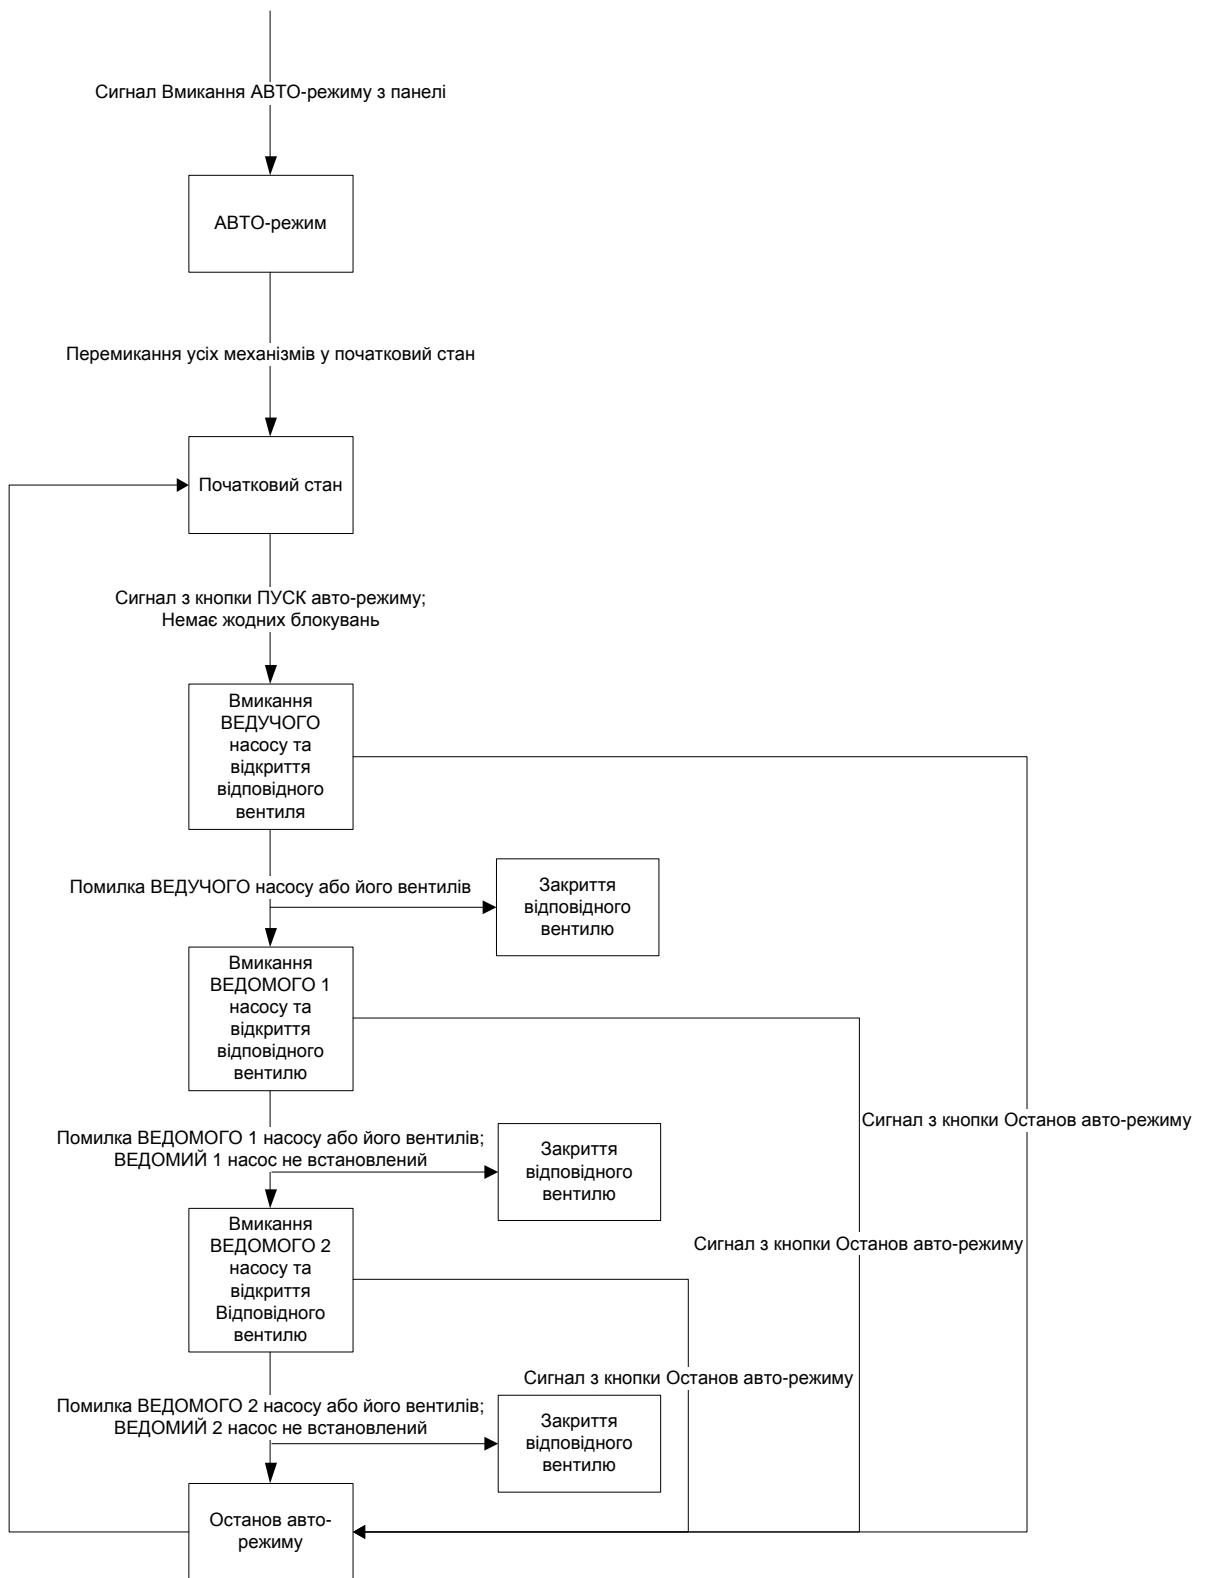 Сигнал Вмикання АВТО-режиму з панелі
АВТО-режим
Перемикання усіх механізмів у початковий стан
Початковий стан
Сигнал з кнопки ПУСК авто-режиму;
Немає жодних блокувань
Вмикання
ВЕДУЧОГО
насосу та
відкриття
відповідного
вентиля
Помилка ВЕДУЧОГО насосу або його вентилів
Закриття
відповідного
вентилю
Вмикання
ВЕДОМОГО 1
насосу та
відкриття
відповідного
вентилю
Сигнал з кнопки Останов авто-режиму
Помилка ВЕДОМОГО 1 насосу або його вентилів;
ВЕДОМИЙ 1 насос не встановлений
Закриття
відповідного
вентилю
Вмикання
ВЕДОМОГО 2
насосу та
відкриття
Відповідного
вентилю
Сигнал з кнопки Останов авто-режиму
Сигнал з кнопки Останов авто-режиму
Помилка ВЕДОМОГО 2 насосу або його вентилів;
ВЕДОМИЙ 2 насос не встановлений
Закриття
відповідного
вентилю
Останов авто-
режиму